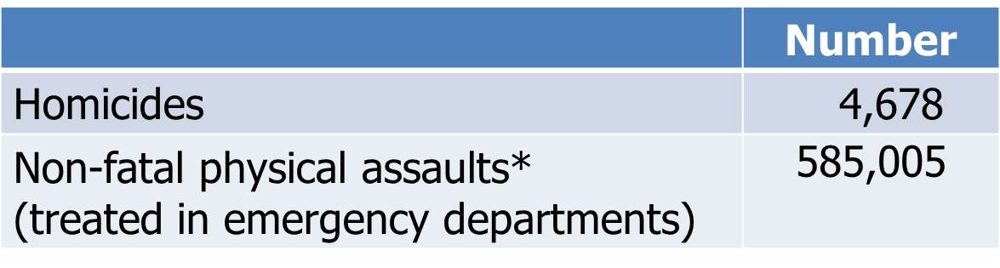 Number
Homicides 4,678
Non-fatal physical assaults* 585,005
(treated in emergency departments)